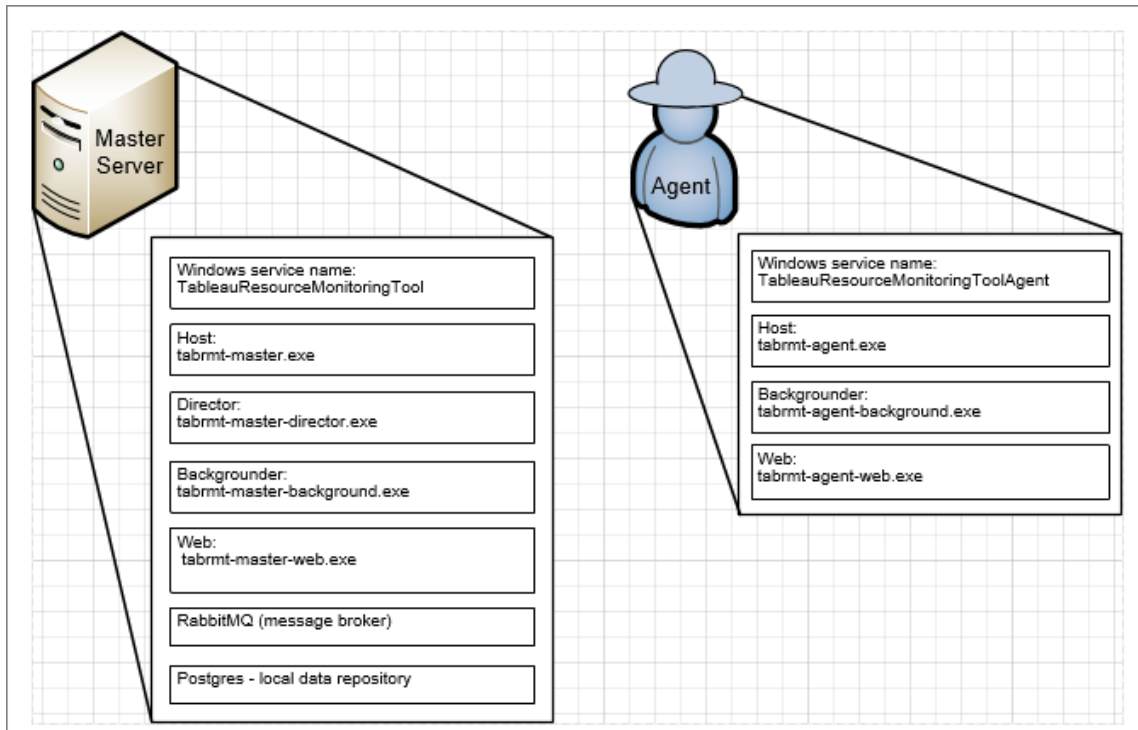 Master
Server
Windows service name:
TableauResourceMonitoringTool
Host:
tabrmt-master.exe
Director:
tabrmt-master-director.exe
Backgrounder:
tabrmt-master-background.exe
Web:
tabrmt-master-web.exe
RabbitMQ (message broker)
Postgres - local data repository
Agent
Windows service name:
TableauResourceMonitoringToolAgent
Host:
tabrmt-agent.exe
Backgrounder:
tabrmt-agent-background.exe
Web:
tabrmt-agent-web.exe